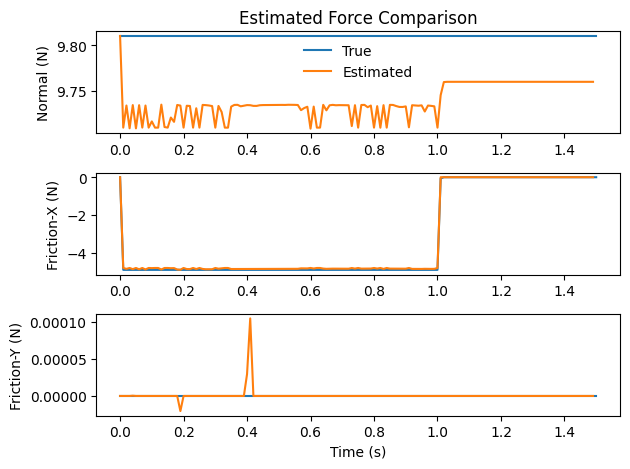 Estimated Force Comparison
Normal (N)
9.80
9.75
True
Estimated
0.0 0.2 0.4 0.6 0.8 1.0 1.2 1.4
Friction-X (N)
0
−2
−4
0.0 0.2 0.4 0.6 0.8 1.0 1.2 1.4
Friction-Y (N)
0.00010
0.00005
0.00000
0.0 0.2 0.4 0.6 0.8 1.0 1.2 1.4
Time (s)